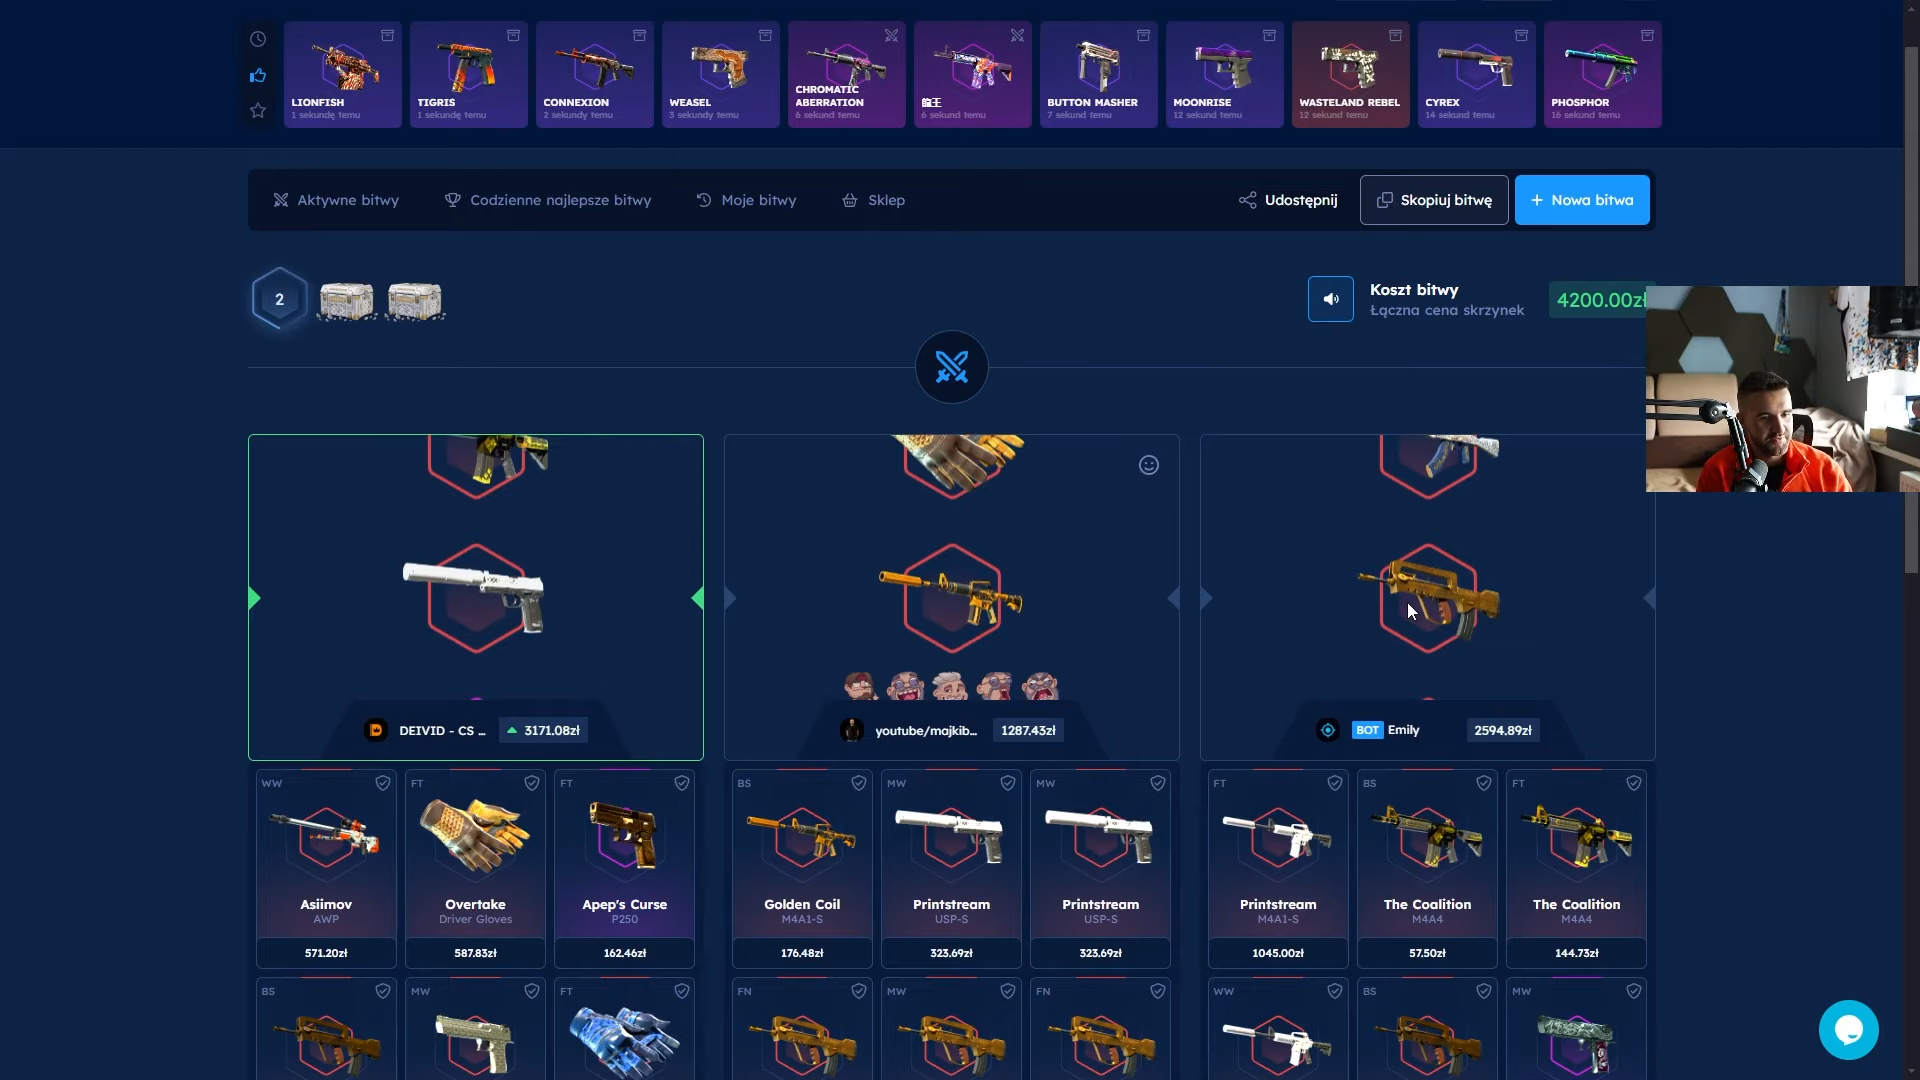 LIONFISH
1 sekundę temu
TIGRIS
1 sekundę temu
CONNEXION
2 sekundy temu
WEASEL
3 sekundy temu
CHROMATIC
ABERRATION
6 sekund temu
龍王
6 sekund temu
BUTTON MASHER
7 sekund temu
MOONRISE
12 sekund temu
WASTELAND REBEL
12 sekund temu
CYREX
14 sekund temu
PHOSPHOR
16 sekund temu
Aktywne bitwy
Codzienne najlepsze bitwy
Moje bitwy
Sklep
Udostępnij
Skopiuj bitwę
+ Nowa bitwa
2
Koszt bitwy
Łączna cena skrzynek
4200.00zł
DEIVID - CS ...
3171.08zł
youtube/majkib...
1287.43zł
BOT Emily
2594.89zł
WW
Asiimov
AWP
571.20zł
FT
Overtake
Driver Gloves
587.83zł
FT
Apep's Curse
P250
162.46zł
BS
Golden Coil
M4A1-S
176.48zł
MW
Printstream
USP-S
323.69zł
MW
Printstream
USP-S
323.69zł
FT
Printstream
M4A1-S
1045.00zł
BS
The Coalition
M4A4
57.50zł
FT
The Coalition
M4A4
144.73zł
BS
MW
FT
FN
MW
FN
WW
BS
MW